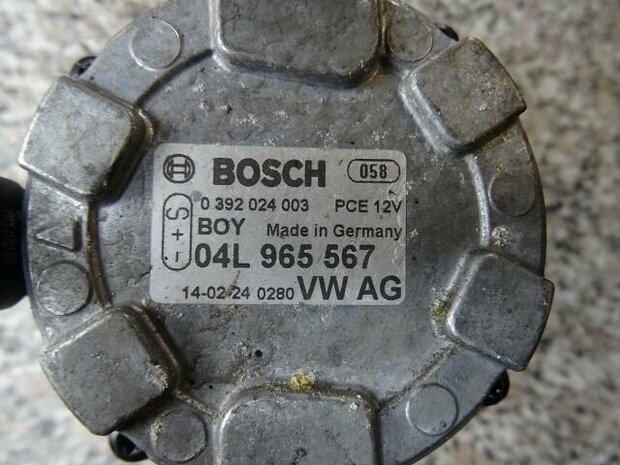 BOSCH 058
0 392 024 003 PCE 12V
S + -
BOY Made in Germany
04L 965 567
14-02-24 0280 VW AG